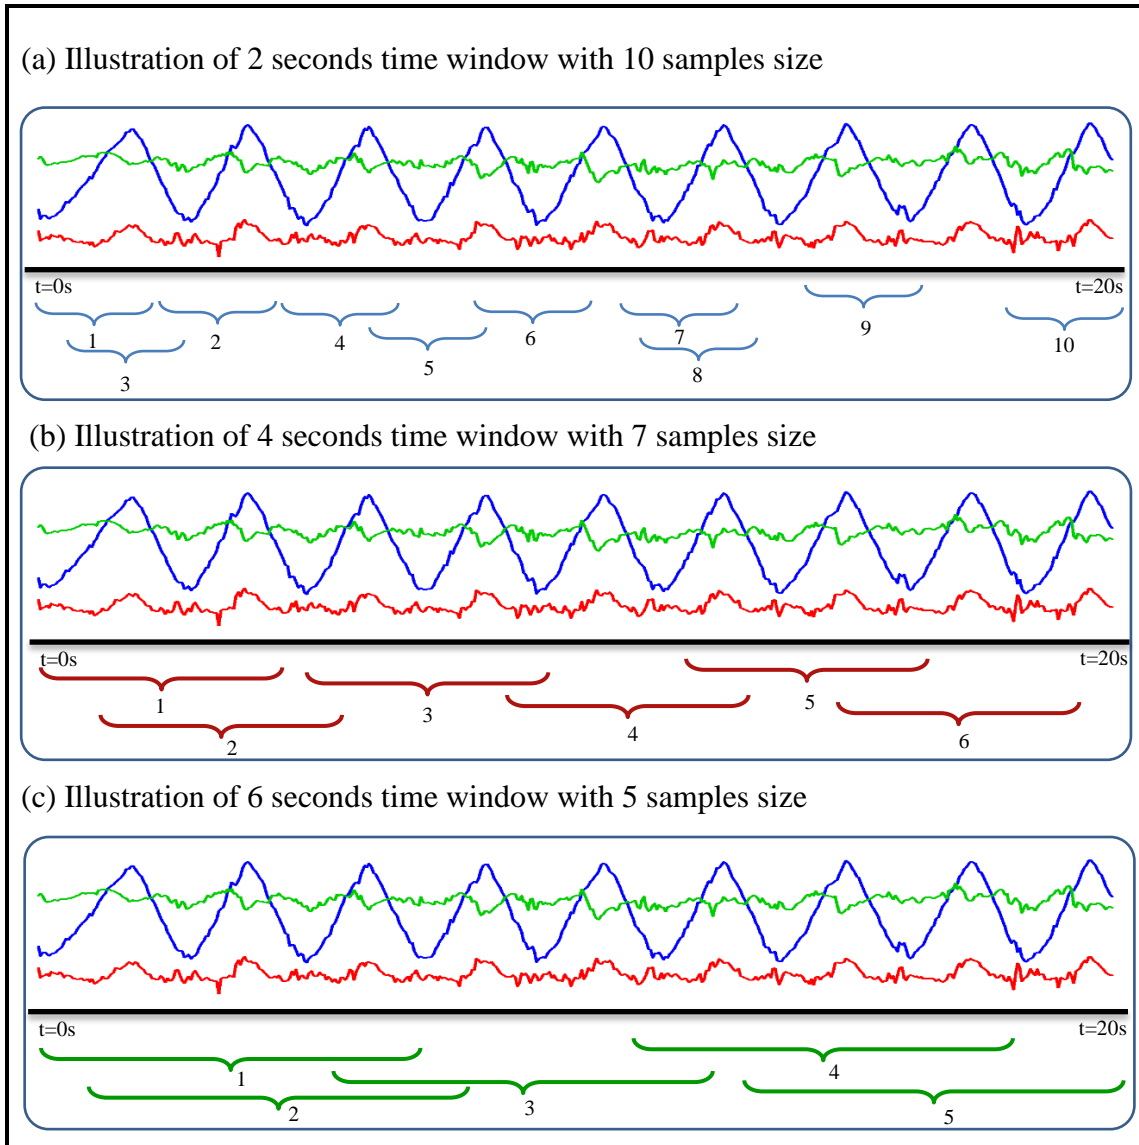 (a) Illustration of 2 seconds time window with 10 samples size
t=0s t=20s
1 2 3 4 5 6 7 8 9 10
(b) Illustration of 4 seconds time window with 7 samples size
t=0s t=20s
1 2 3 4 5 6
(c) Illustration of 6 seconds time window with 5 samples size
t=0s t=20s
1 2 3 4 5